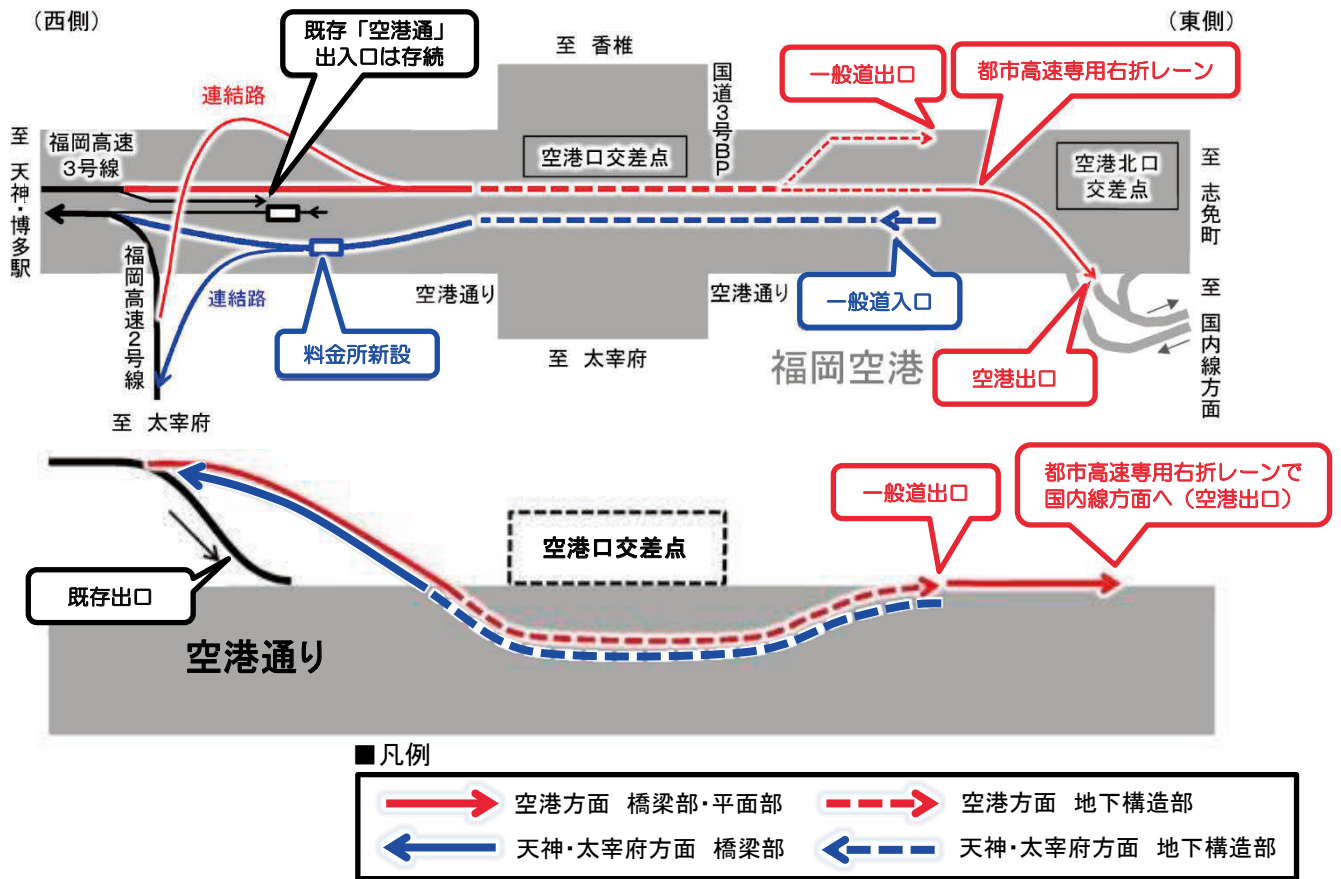 （西側）
（東側）
既存「空港通」
出入口は存続
至 香椎
国道3号BP
一般道出口
都市高速専用右折レーン
連結路
至 天神・博多駅
福岡高速
3号線
空港口交差点
空港北口
交差点
至 志免町
福岡高速2号線
連結路
空港通り
空港通り
一般道入口
至 国内線方面
料金所新設
至 太宰府
福岡空港
空港出口
至 太宰府
都市高速専用右折レーンで
国内線方面へ（空港出口）
一般道出口
空港口交差点
既存出口
空港通り
■凡例
空港方面 橋梁部・平面部
空港方面 地下構造部
天神・太宰府方面 橋梁部
天神・太宰府方面 地下構造部